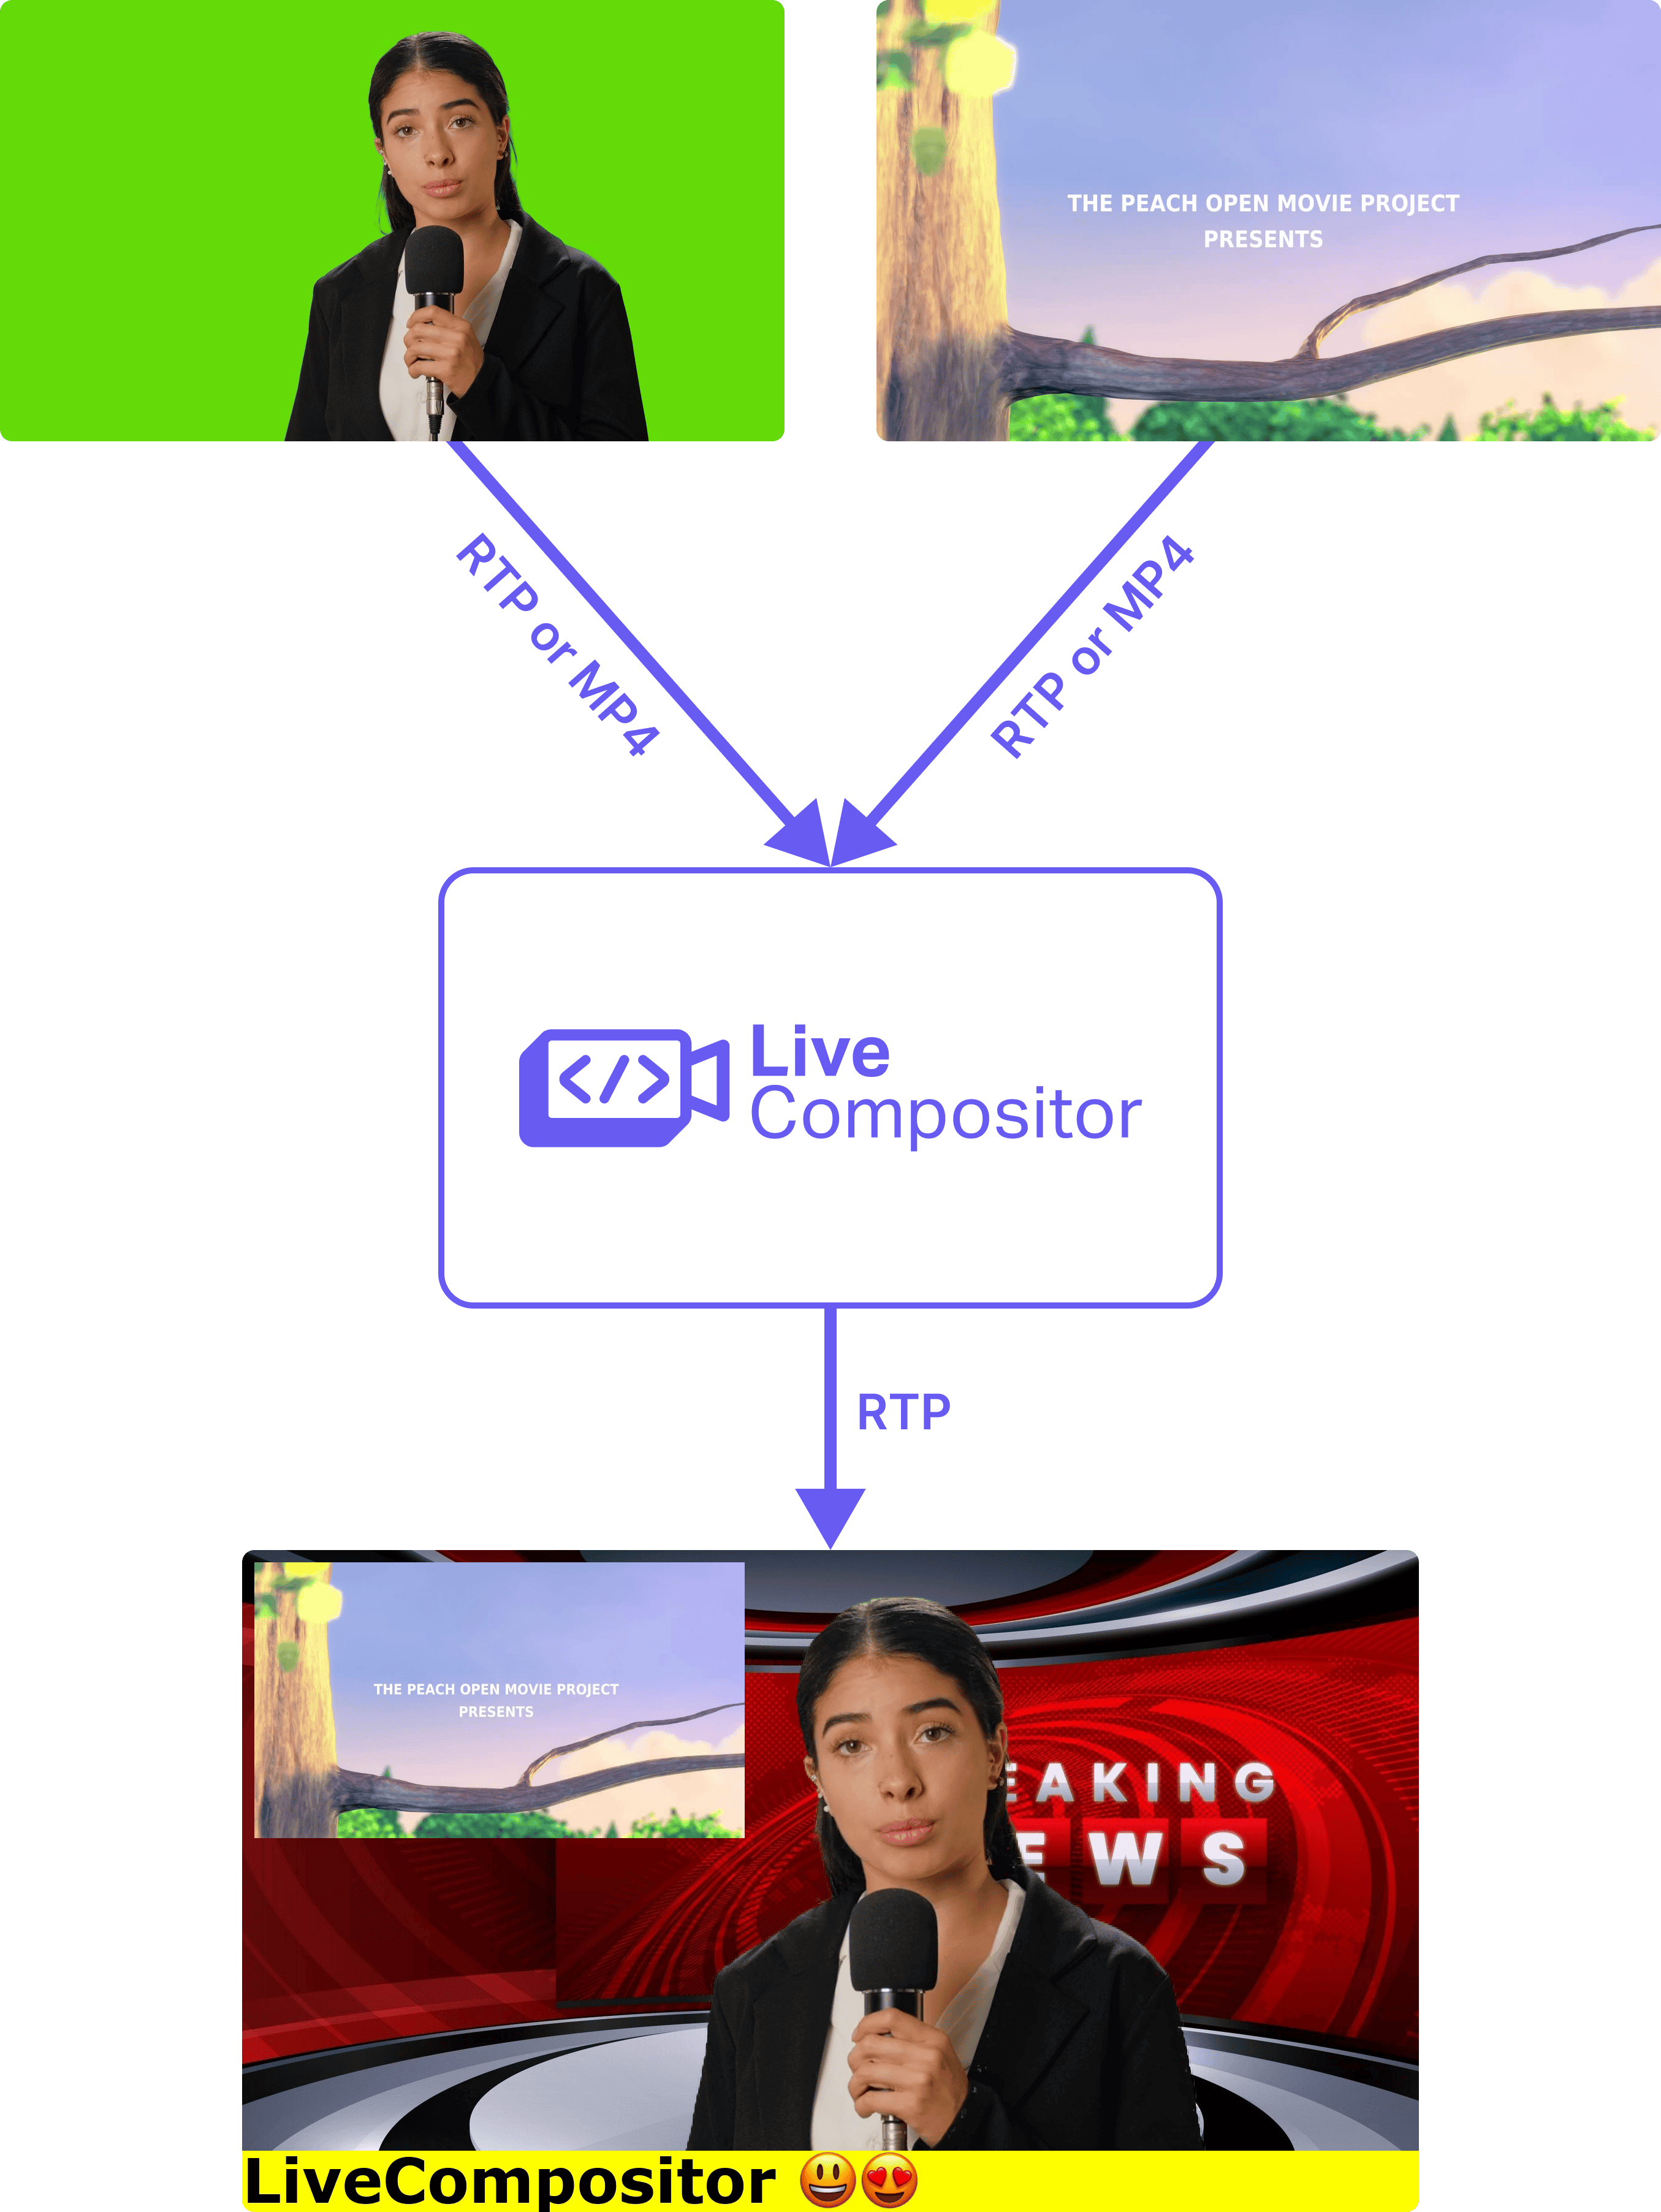 THE PEACH OPEN MOVIE PROJECT
PRESENTS
RTP or MP4
RTP or MP4
</>
Live
Compositor
RTP
THE PEACH OPEN MOVIE PROJECT
PRESENTS
EAKING
EWS
LiveCompositor 😃😍